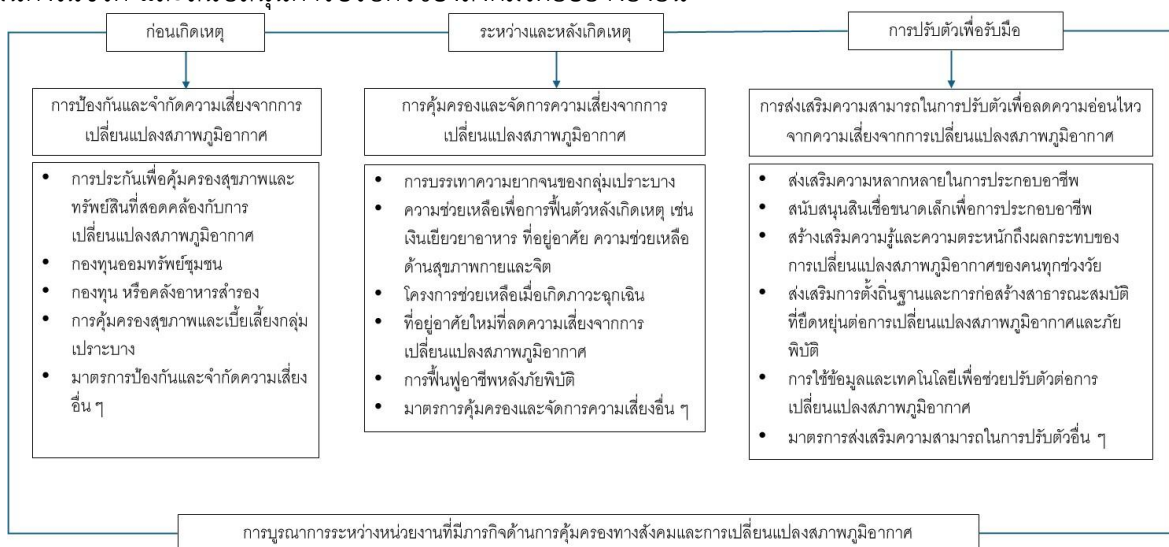 ก่อนเกิดเหตุ
ระหว่างและหลังเกิดเหตุ
การปรับตัวเพื่อรับมือ
การป้องกันและจำกัดความเสี่ยงจากการ
เปลี่ยนแปลงสภาพภูมิอากาศ
การคุ้มครองและจัดการความเสี่ยงจากการ
เปลี่ยนแปลงสภาพภูมิอากาศ
การส่งเสริมความสามารถในการปรับตัวเพื่อลดความอ่อนไหว
จากความเสี่ยงจากการเปลี่ยนแปลงสภาพภูมิอากาศ
• การประกันเพื่อคุ้มครองสุขภาพและ
ทรัพย์สินที่สอดคล้องกับการ
เปลี่ยนแปลงสภาพภูมิอากาศ
• กองทุนออมทรัพย์ชุมชน
• กองทุน หรือคลังอาหารสำรอง
• การคุ้มครองสุขภาพและเบี้ยเลี้ยงกลุ่ม
เปราะบาง
• มาตรการป้องกันและจำกัดความเสี่ยง
อื่น ๆ
• การบรรเทาความยากจนของกลุ่มเปราะบาง
• ความช่วยเหลือเพื่อการฟื้นตัวหลังเกิดเหตุ เช่น
เงินเยียวยาอาหาร ที่อยู่อาศัย ความช่วยเหลือ
ด้านสุขภาพกายและจิต
• โครงการช่วยเหลือเมื่อเกิดภาวะฉุกเฉิน
• ที่อยู่อาศัยใหม่ที่ลดความเสี่ยงจากการ
เปลี่ยนแปลงสภาพภูมิอากาศ
• การฟื้นฟูอาชีพหลังภัยพิบัติ
• มาตรการคุ้มครองและจัดการความเสี่ยงอื่น ๆ
• ส่งเสริมความหลากหลายในการประกอบอาชีพ
• สนับสนุนสินเชื่อขนาดเล็กเพื่อการประกอบอาชีพ
• สร้างเสริมความรู้และความตระหนักถึงผลกระทบของ
การเปลี่ยนแปลงสภาพภูมิอากาศของคนทุกช่วงวัย
• ส่งเสริมการตั้งถิ่นฐานและการก่อสร้างสาธารณะสมบัติ
ที่ยืดหยุ่นต่อการเปลี่ยนแปลงสภาพภูมิอากาศและภัย
พิบัติ
• การใช้ข้อมูลและเทคโนโลยีเพื่อช่วยปรับตัวต่อการ
เปลี่ยนแปลงสภาพภูมิอากาศ
• มาตรการส่งเสริมความสามารถในการปรับตัวอื่น ๆ
การบูรณาการระหว่างหน่วยงานที่มีภารกิจด้านการคุ้มครองทางสังคมและการเปลี่ยนแปลงสภาพภูมิอากาศ